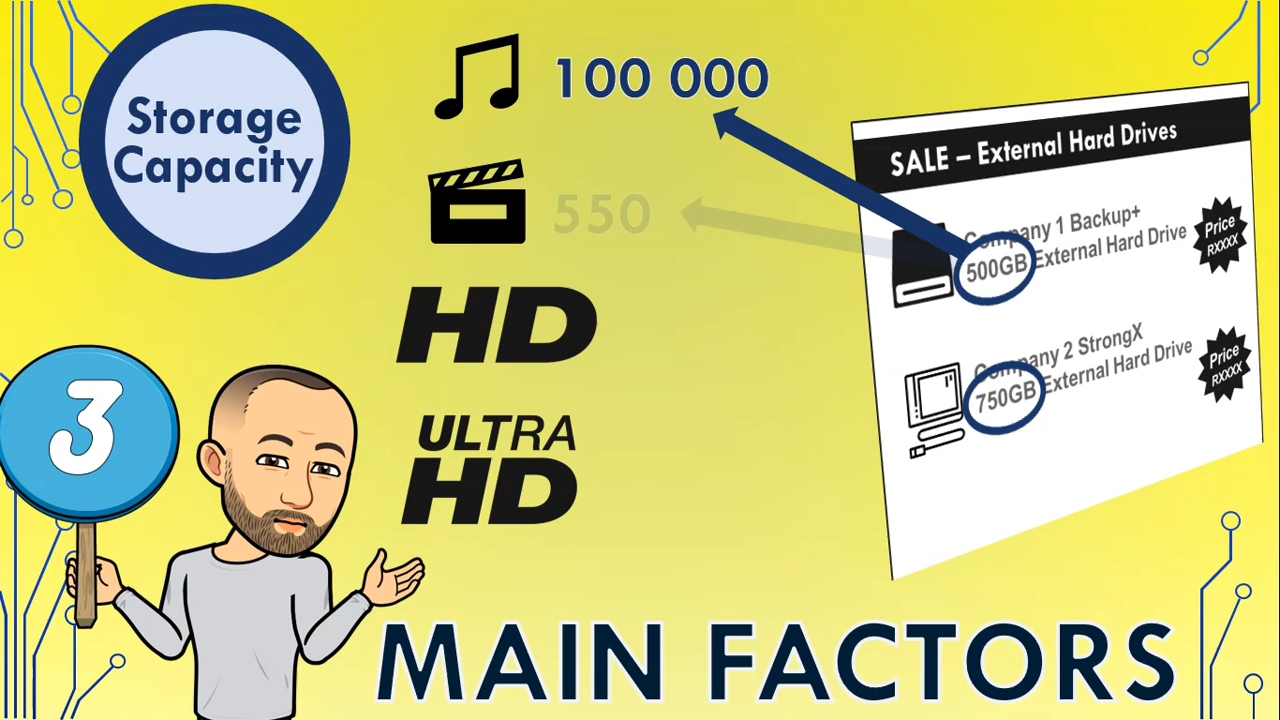 Storage
Capacity
100 000
550
HD
ULTRA
HD
3
SALE – External Hard Drives
Company 1 Backup+
500GB External Hard Drive
Price
RXXXX
Company 2 StrongX
750GB External Hard Drive
Price
RXXXX
MAIN FACTORS